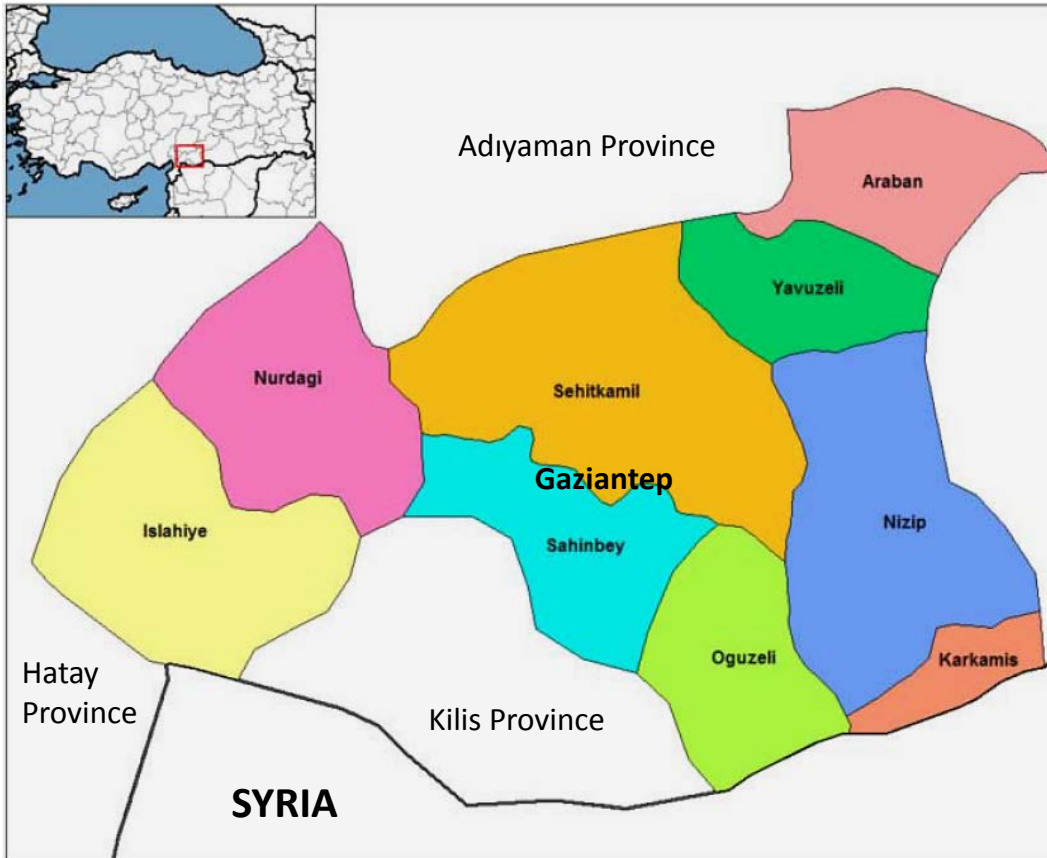 Adıyaman Province
Araban
Yavuzeli
Nurdagi
Sehitkamil
Gaziantep
Islahiye
Nizip
Sahinbey
Oguzeli
Karkamis
Hatay
Province
Kilis Province
SYRIA